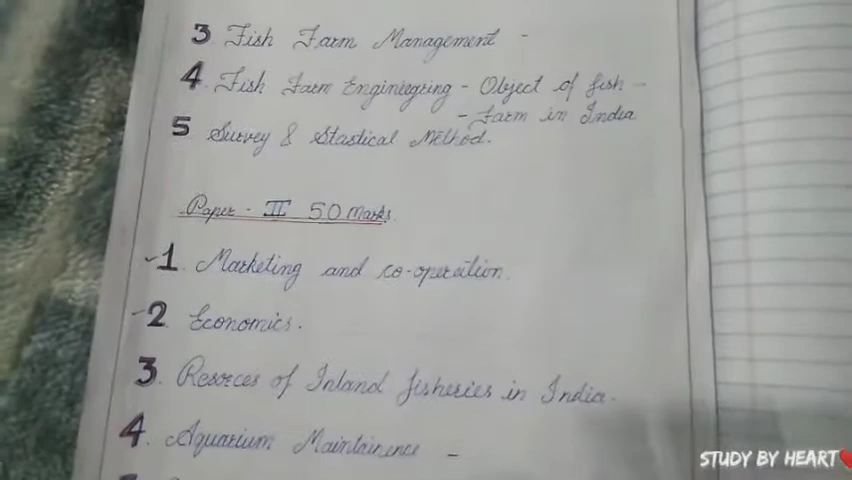 3 Fish Farm Management -
4. Fish Farm Enginiegring - Object of fish -
- Farm in India
5 Survey & Stastical Method.
Paper - II 50 Marks.
1. Marketing and co-operation.
2. Economics.
3. Resorces of Inland fisheries in India.
4. Aquarium Maintainence -
STUDY BY HEART❤